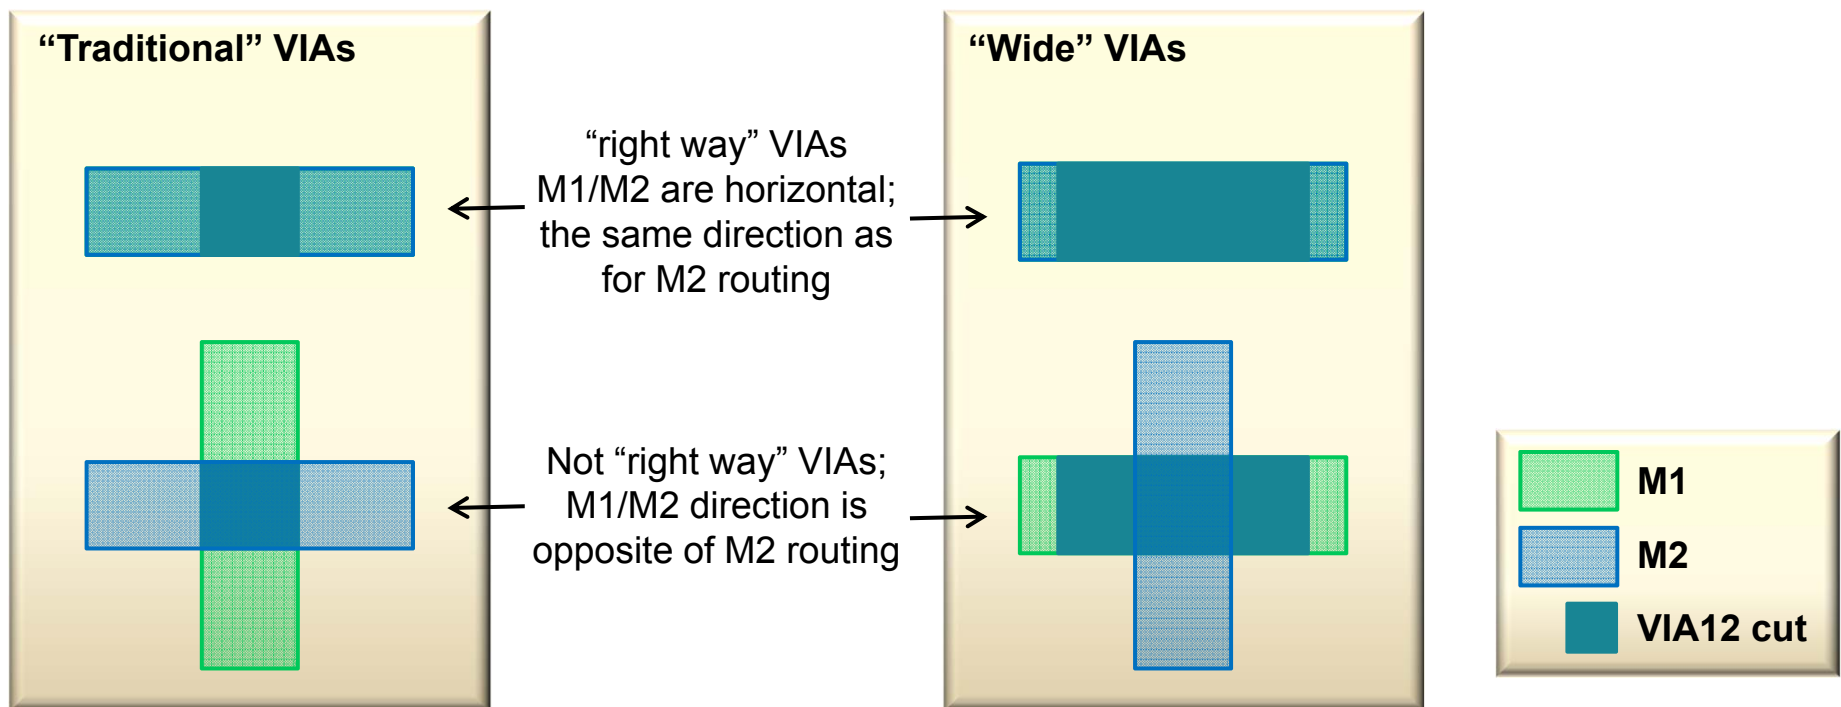 “Traditional” VIAs
“Wide” VIAs
“right way” VIAs
M1/M2 are horizontal;
the same direction as
for M2 routing
Not “right way” VIAs;
M1/M2 direction is
opposite of M2 routing
M1
M2
VIA12 cut